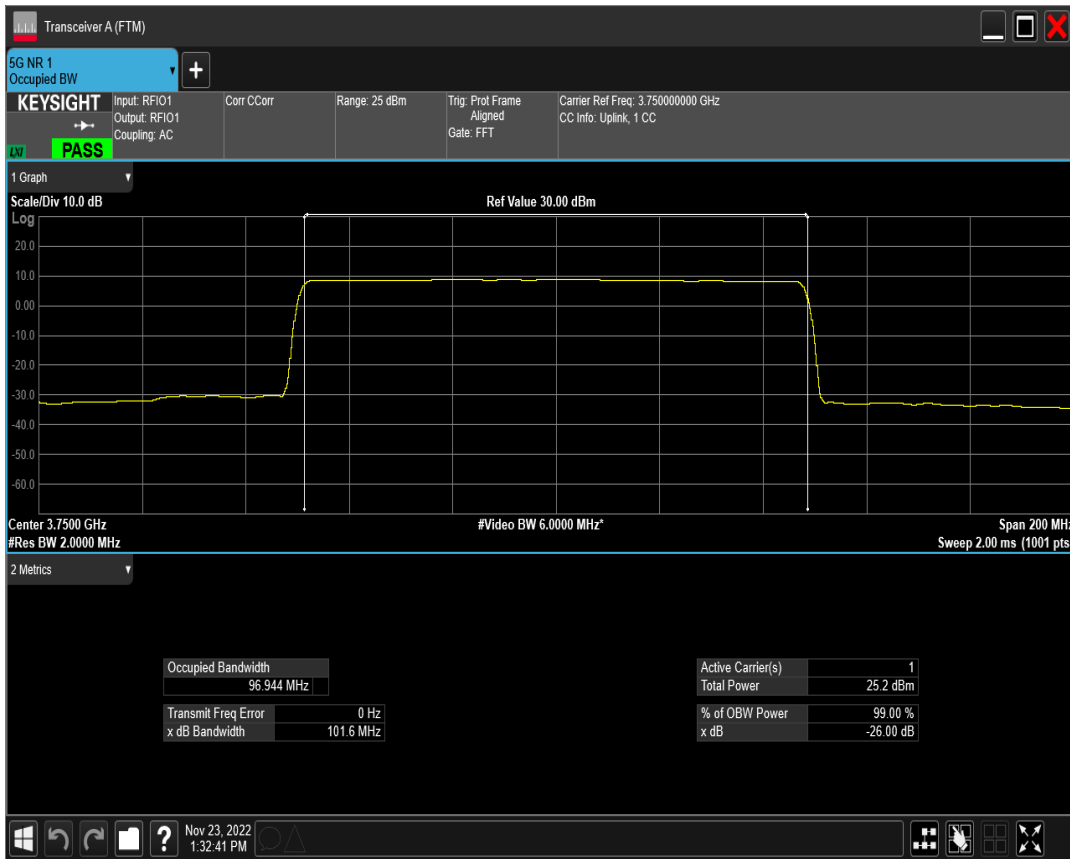 Transceiver A (FTM)
5G NR 1
Occupied BW
+
KEYSIGHT
LXI
PASS
Input: RFIO1
Output: RFIO1
Coupling: AC
Corr CCorr
Range: 25 dBm
Trig: Prot Frame
Aligned
Gate: FFT
Carrier Ref Freq: 3.750000000 GHz
CC Info: Uplink, 1 CC
1 Graph
Scale/Div 10.0 dB
Ref Value 30.00 dBm
Log
20.0
10.0
0.00
-10.0
-20.0
-30.0
-40.0
-50.0
-60.0
Center 3.7500 GHz
#Video BW 6.0000 MHz*
Span 200 MHz
#Res BW 2.0000 MHz
Sweep 2.00 ms (1001 pts
2 Metrics
Occupied Bandwidth
96.944 MHz
Transmit Freq Error 0 Hz
x dB Bandwidth 101.6 MHz
Active Carrier(s) 1
Total Power 25.2 dBm
% of OBW Power 99.00 %
x dB -26.00 dB
?
Nov 23, 2022
1:32:41 PM